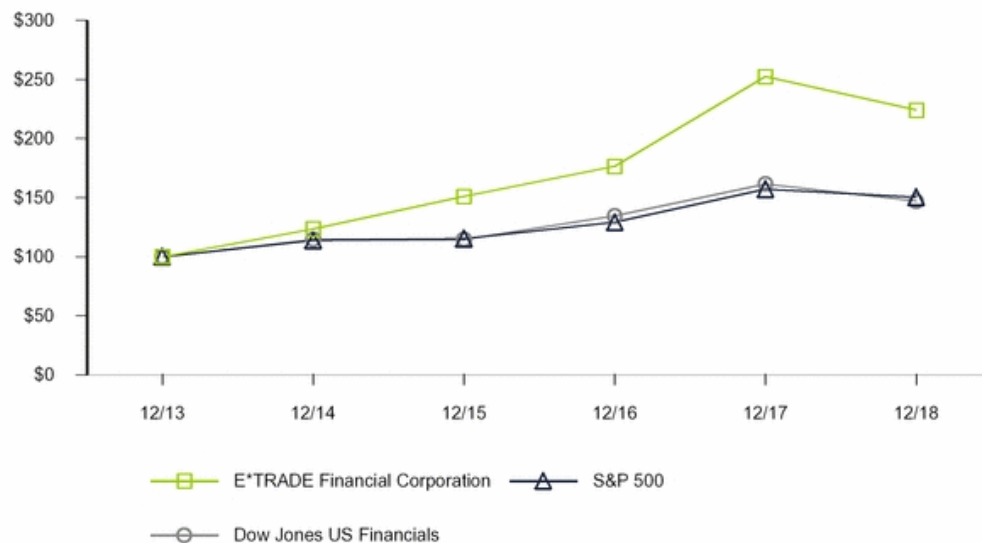 $300
$250
$200
$150
$100
$50
$0
12/13 12/14 12/15 12/16 12/17 12/18
E*TRADE Financial Corporation S&P 500
Dow Jones US Financials